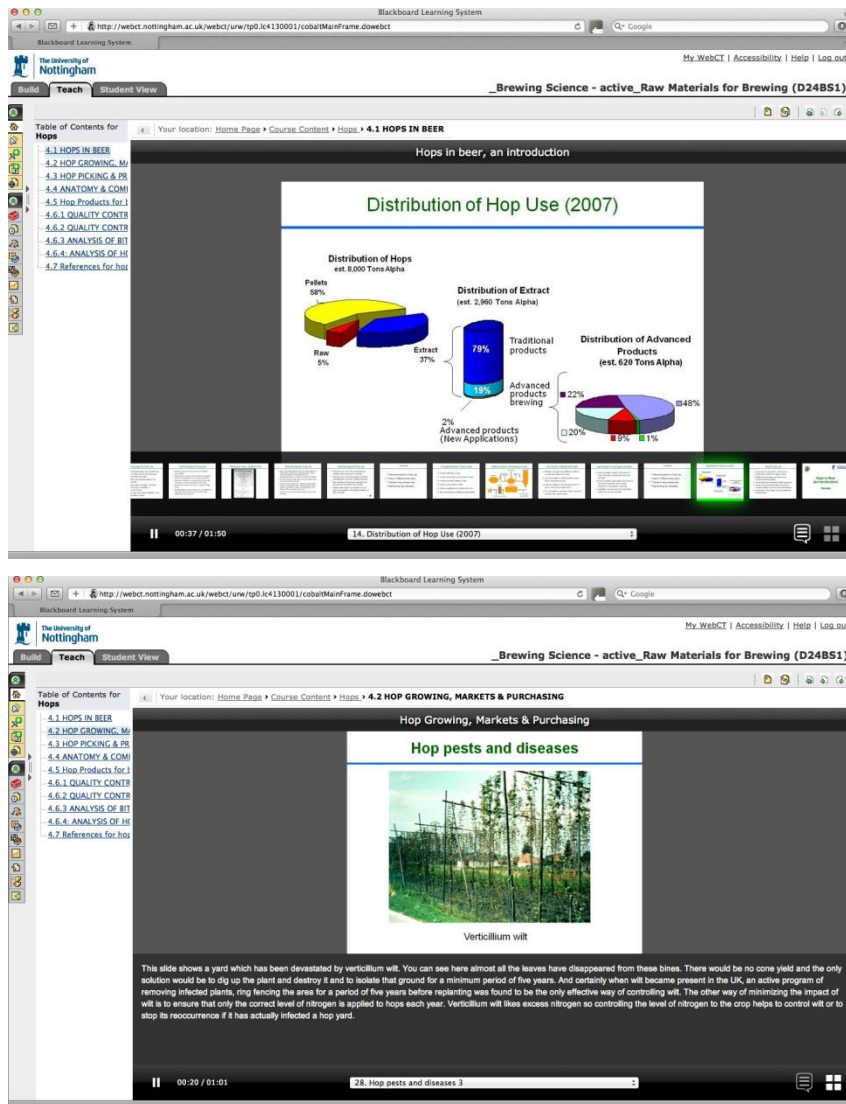 Blackboard Learning System
http://webct.nottingham.ac.uk/webct/urw/tp0.lc4130001/cobaltMainFrame.dowebct
Google
Blackboard Learning System
The University of
Nottingham
My WebCT | Accessibility | Help | Log out
Build Teach Student View
_Brewing Science - active_Raw Materials for Brewing (D24BS1)
Table of Contents for
Hops
Your location: Home Page › Course Content › Hops › 4.1 HOPS IN BEER
4.1 HOPS IN BEER
4.2 HOP GROWING, MA
4.3 HOP PICKING & PR
4.4 ANATOMY & COMI
4.5 Hop Products for b
4.6.1 QUALITY CONTR
4.6.2 QUALITY CONTR
4.6.3 ANALYSIS OF BIT
4.6.4: ANALYSIS OF HO
4.7 References for hop
Hops in beer, an introduction
Distribution of Hop Use (2007)
Distribution of Hops
est. 8,000 Tons Alpha
Pellets
58%
Raw
5%
Extract
37%
Distribution of Extract
(est. 2,960 Tons Alpha)
79%
Traditional
products
19%
Advanced
products
brewing
2%
Advanced products
(New Applications)
Distribution of Advanced
Products
(est. 620 Tons Alpha)
22%
48%
20%
9%
1%
00:37 / 01:50
14. Distribution of Hop Use (2007)
Blackboard Learning System
http://webct.nottingham.ac.uk/webct/urw/tp0.lc4130001/cobaltMainFrame.dowebct
Google
Blackboard Learning System
The University of
Nottingham
My WebCT | Accessibility | Help | Log out
Build Teach Student View
_Brewing Science - active_Raw Materials for Brewing (D24BS1)
Table of Contents for
Hops
Your location: Home Page › Course Content › Hops › 4.2 HOP GROWING, MARKETS & PURCHASING
4.1 HOPS IN BEER
4.2 HOP GROWING, MA
4.3 HOP PICKING & PR
4.4 ANATOMY & COMI
4.5 Hop Products for b
4.6.1 QUALITY CONTR
4.6.2 QUALITY CONTR
4.6.3 ANALYSIS OF BIT
4.6.4: ANALYSIS OF HO
4.7 References for hop
Hop Growing, Markets & Purchasing
Hop pests and diseases
Verticillium wilt
This slide shows a yard which has been devastated by verticillium wilt. You can see here almost all the leaves have disappeared from these bines. There would be no cone yield and the only
solution would be to dig up the plant and destroy it and to isolate that ground for a minimum period of five years. And certainly when wilt became present in the UK, an active program of
removing infected plants, ring fencing the area for a period of five years before replanting was found to be the only effective way of controlling wilt. The other way of minimizing the impact of
wilt is to ensure that only the correct level of nitrogen is applied to hops each year. Verticillium wilt likes excess nitrogen so controlling the level of nitrogen to the crop helps to control wilt or to
stop its reoccurrence if it has actually infected a hop yard.
00:20 / 01:01
28. Hop pests and diseases 3